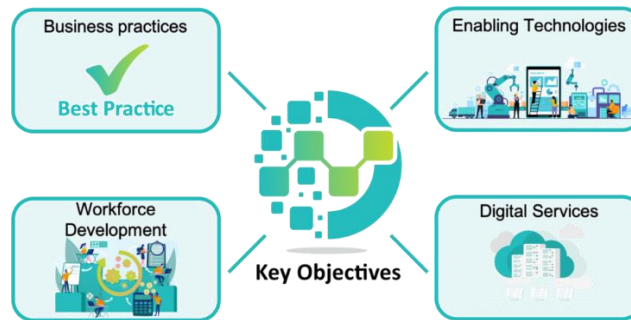 Business practices
Best Practice
Enabling Technologies
Workforce
Development
Digital Services
Key Objectives